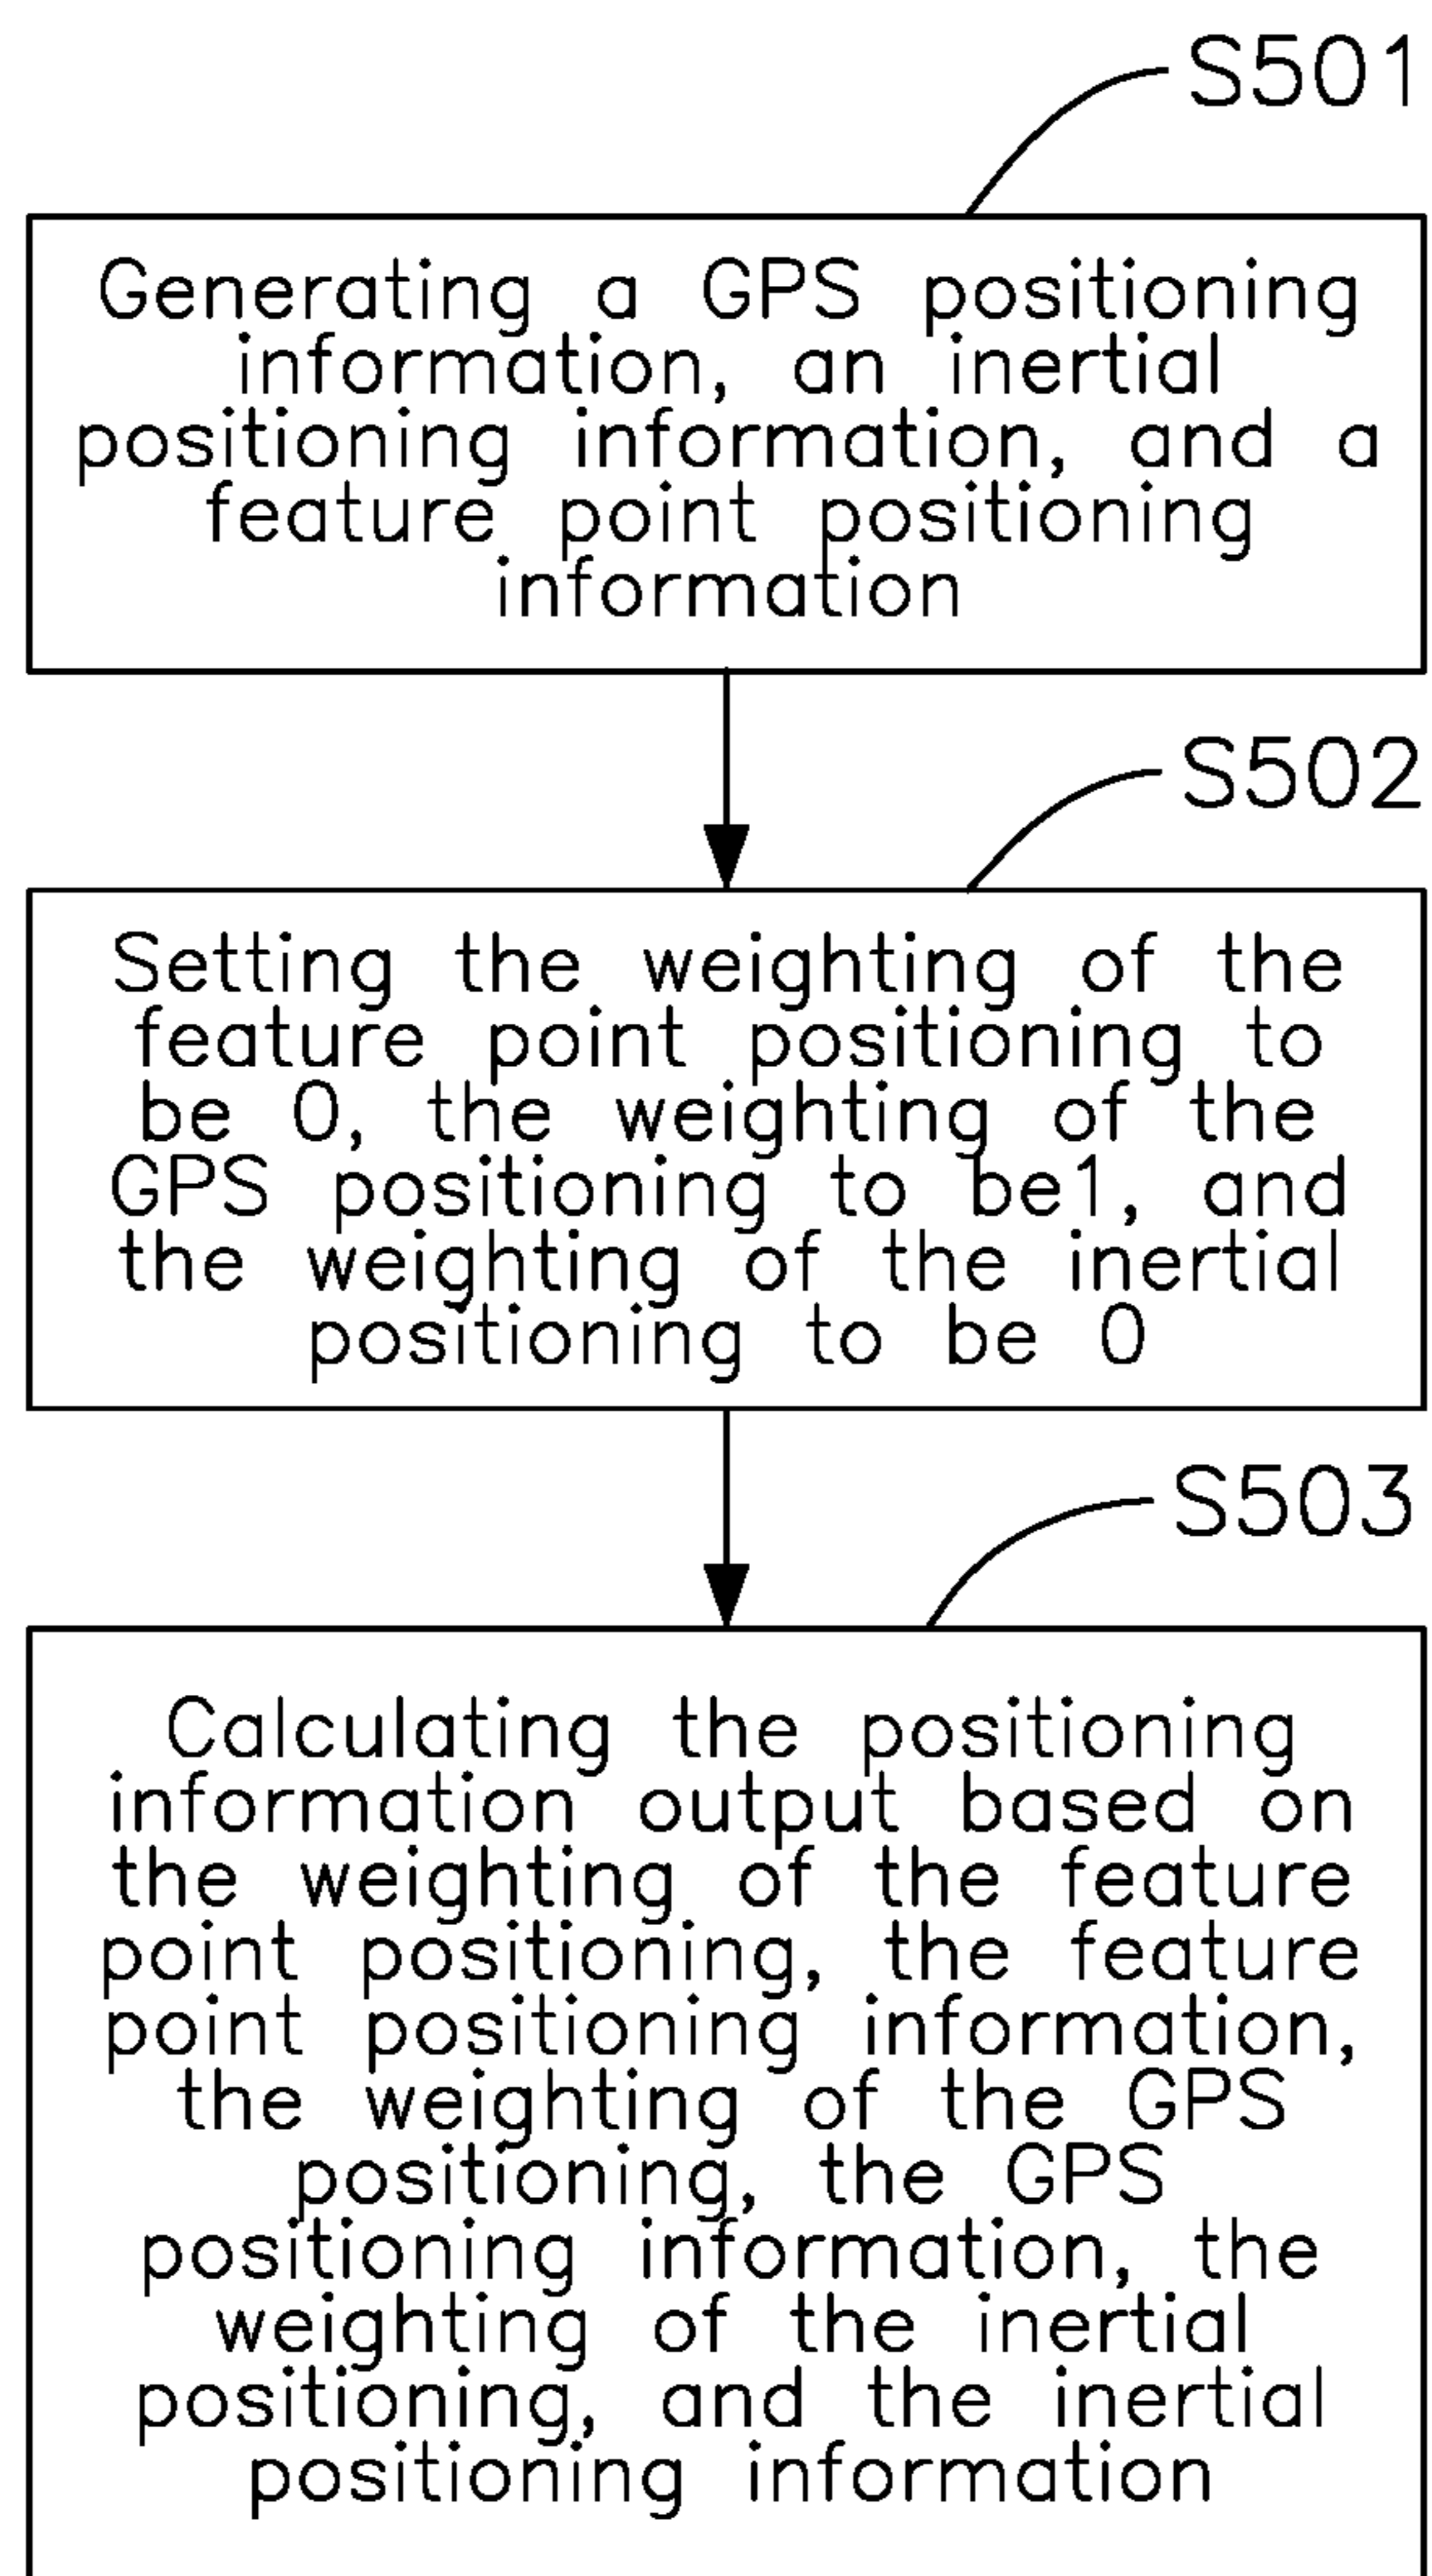 S501
Generating a GPS positioning
information, an inertial
positioning information, and a
feature point positioning
information
S502
Setting the weighting of the
feature point positioning to
be 0, the weighting of the
GPS positioning to be1, and
the weighting of the inertial
positioning to be 0
S503
Calculating the positioning
information output based on
the weighting of the feature
point positioning, the feature
point positioning information,
the weighting of the GPS
positioning, the GPS
positioning information, the
weighting of the inertial
positioning, and the inertial
positioning information